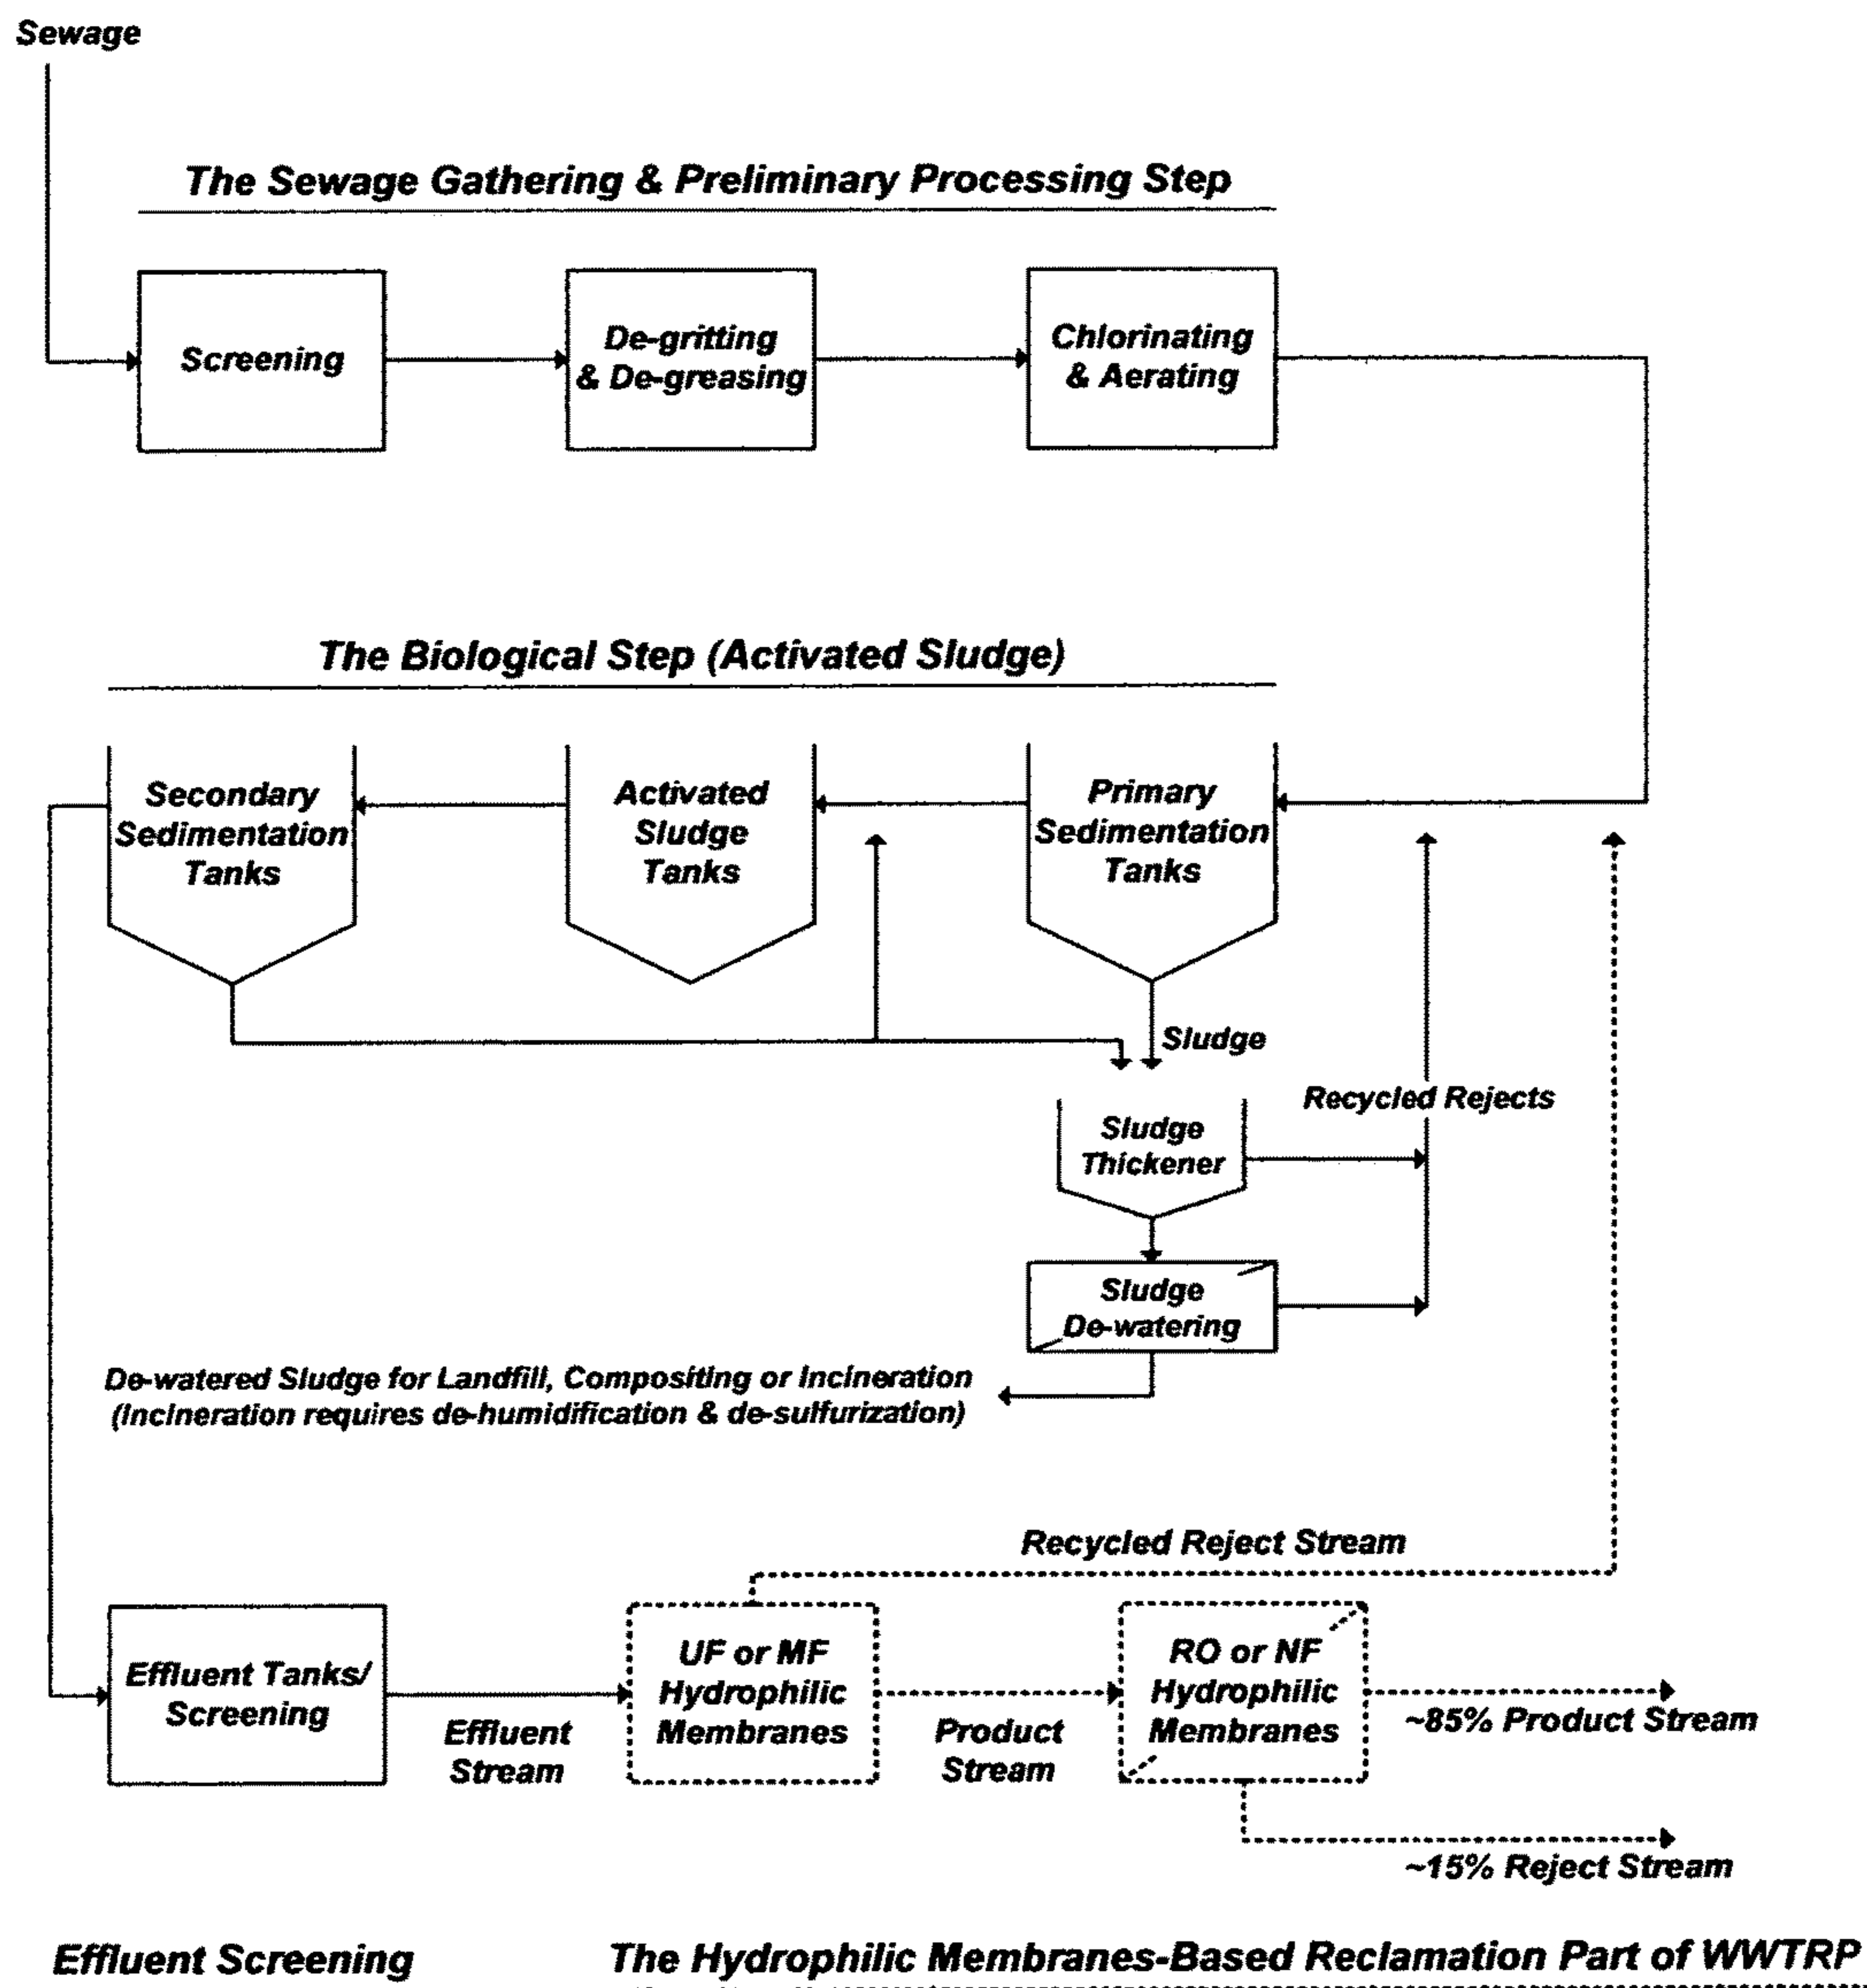 Sewage
The Sewage Gathering & Preliminary Processing Step
Screening
De-gritting
& De-greasing
Chlorinating
& Aerating
The Biological Step (Activated Sludge)
Secondary
Sedimentation
Tanks
Activated
Sludge
Tanks
Primary
Sedimentation
Tanks
Sludge
Recycled Rejects
Sludge
Thickener
Sludge
De-watering
De-watered Sludge for Landfill, Compositing or Incineration
(Incineration requires de-humidification & de-sulfurization)
Recycled Reject Stream
Effluent Tanks/
Screening
Effluent
Stream
UF or MF
Hydrophilic
Membranes
Product
Stream
RO or NF
Hydrophilic
Membranes
~85% Product Stream
~15% Reject Stream
Effluent Screening
The Hydrophilic Membranes-Based Reclamation Part of WWTRP